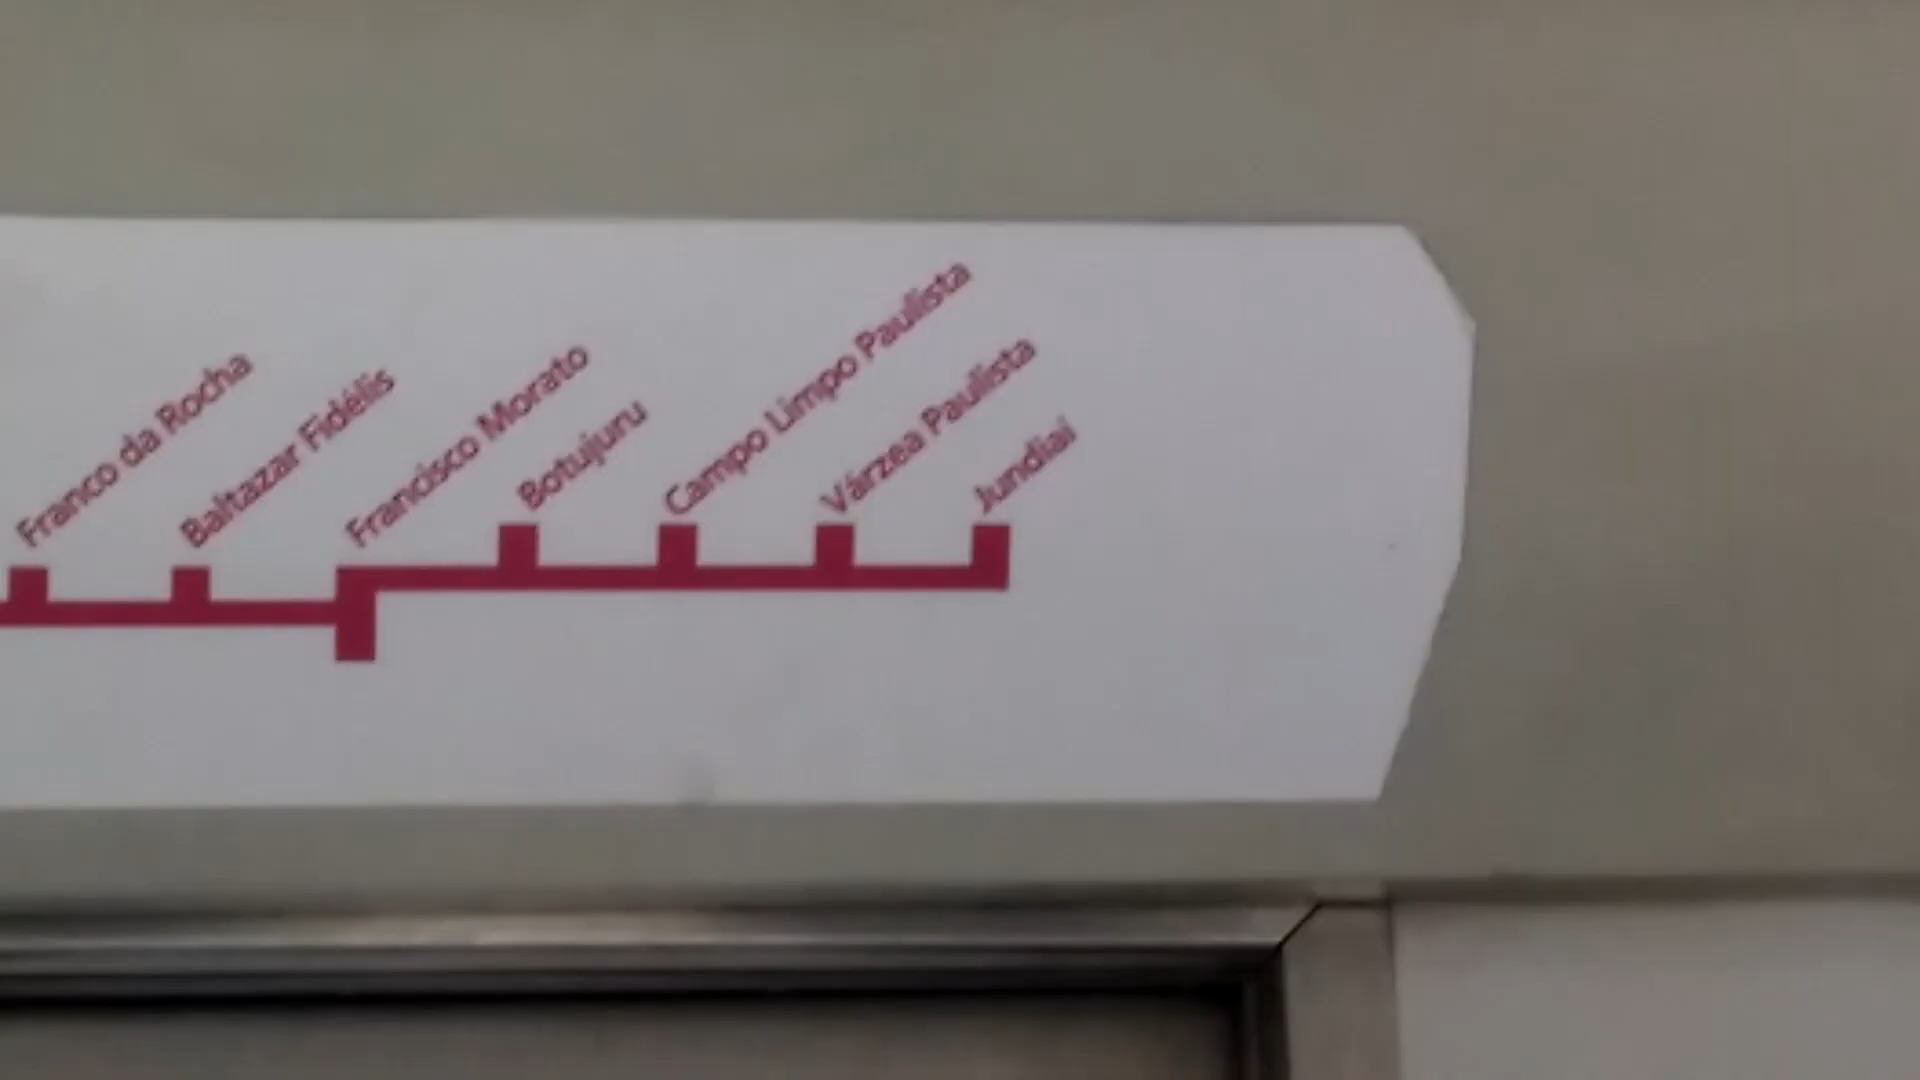 Franco da Rocha
Baltazar Fidélis
Francisco Morato
Botujuru
Campo Limpo Paulista
Várzea Paulista
Jundiaí